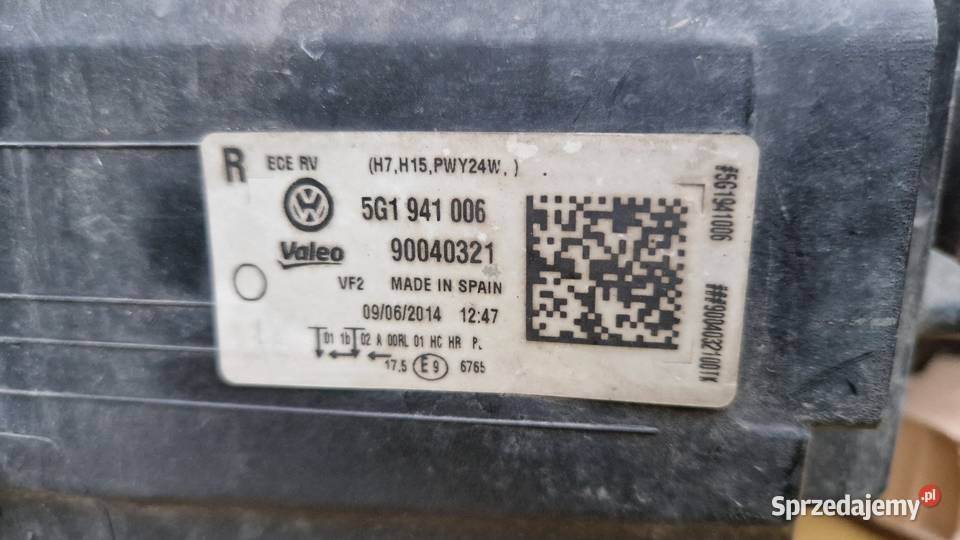 R ECE RV (H7,H15,PWY24W, )
5G1 941 006
Valeo 90040321
VF2 MADE IN SPAIN
09/06/2014 12:47
01 1b 02 A 00RL 01 HC HR PL
17,5 E9 6765
#5G1941006
###90040321001TK
Sprzedajemy.pl